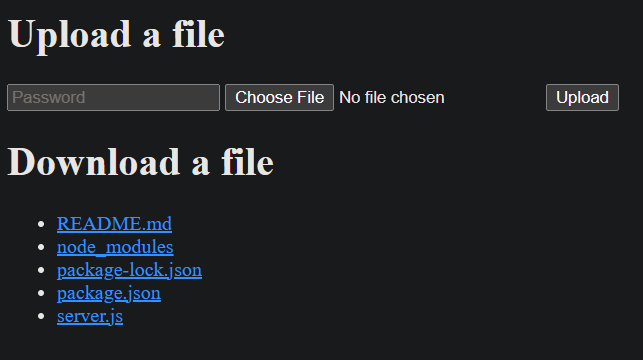 Upload a file
Password Choose File No file chosen Upload
Download a file
README.md
node_modules
package-lock.json
package.json
server.js